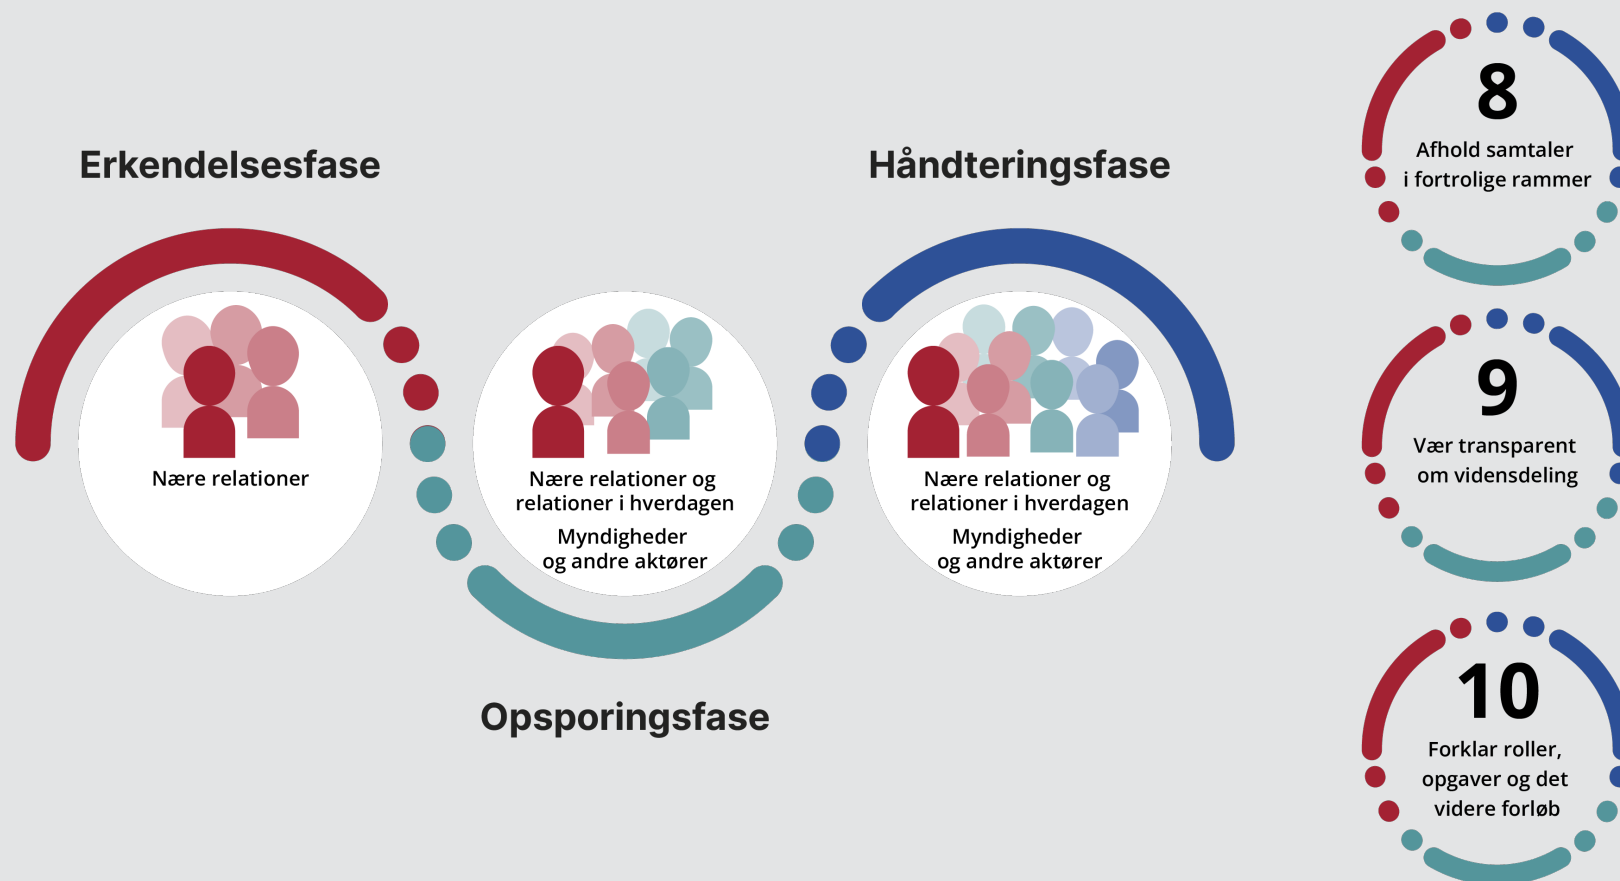 Erkendelsesfase
Nære relationer
Nære relationer og
relationer i hverdagen
Myndigheder
og andre aktører
Opsporingsfase
Håndteringsfase
Nære relationer og
relationer i hverdagen
Myndigheder
og andre aktører
8
Afhold samtaler
i fortrolige rammer
9
Vær transparent
om vidensdeling
10
Forklar roller,
opgaver og det
videre forløb